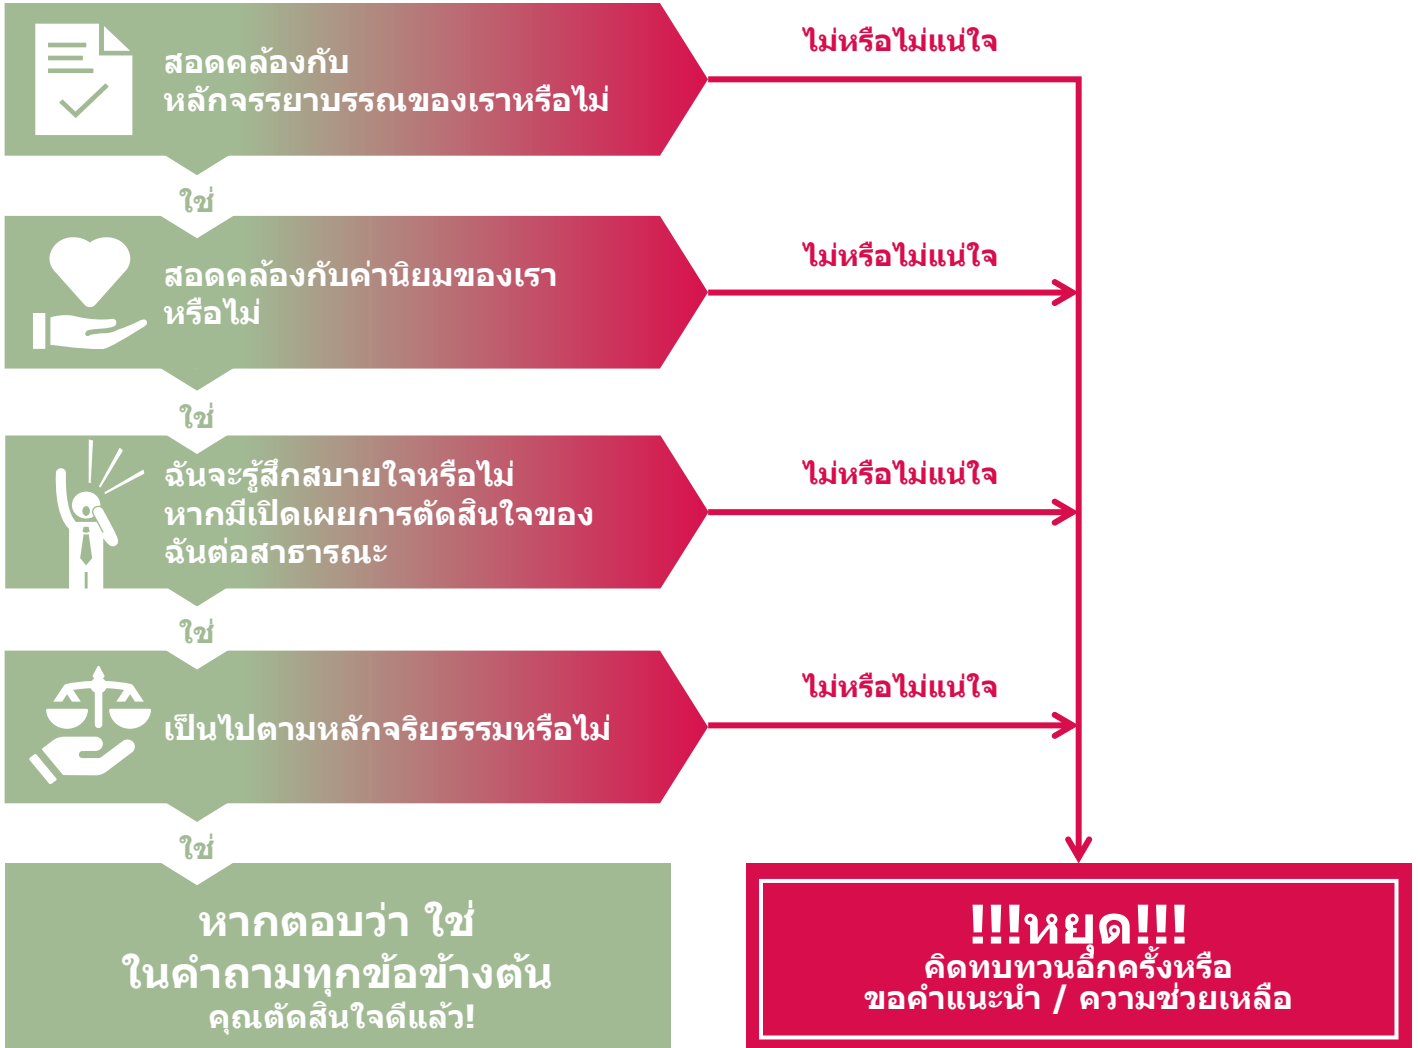 สอดคล้องกับ
หลักจรรยาบรรณของเราหรือไม่
ไม่หรือไม่แน่ใจ
ใช่
สอดคล้องกับค่านิยมของเรา
หรือไม่
ไม่หรือไม่แน่ใจ
ใช่
ฉันจะรู้สึกสบายใจหรือไม่
หากมีเปิดเผยการตัดสินใจของ
ฉันต่อสาธารณะ
ไม่หรือไม่แน่ใจ
ใช่
เป็นไปตามหลักจริยธรรมหรือไม่
ไม่หรือไม่แน่ใจ
ใช่
หากตอบว่า ใช่
ในคำถามทุกข้อข้างต้น
คุณตัดสินใจดีแล้ว!
!!!หยุด!!!
คิดทบทวนอีกครั้งหรือ
ขอคำแนะนำ / ความช่วยเหลือ